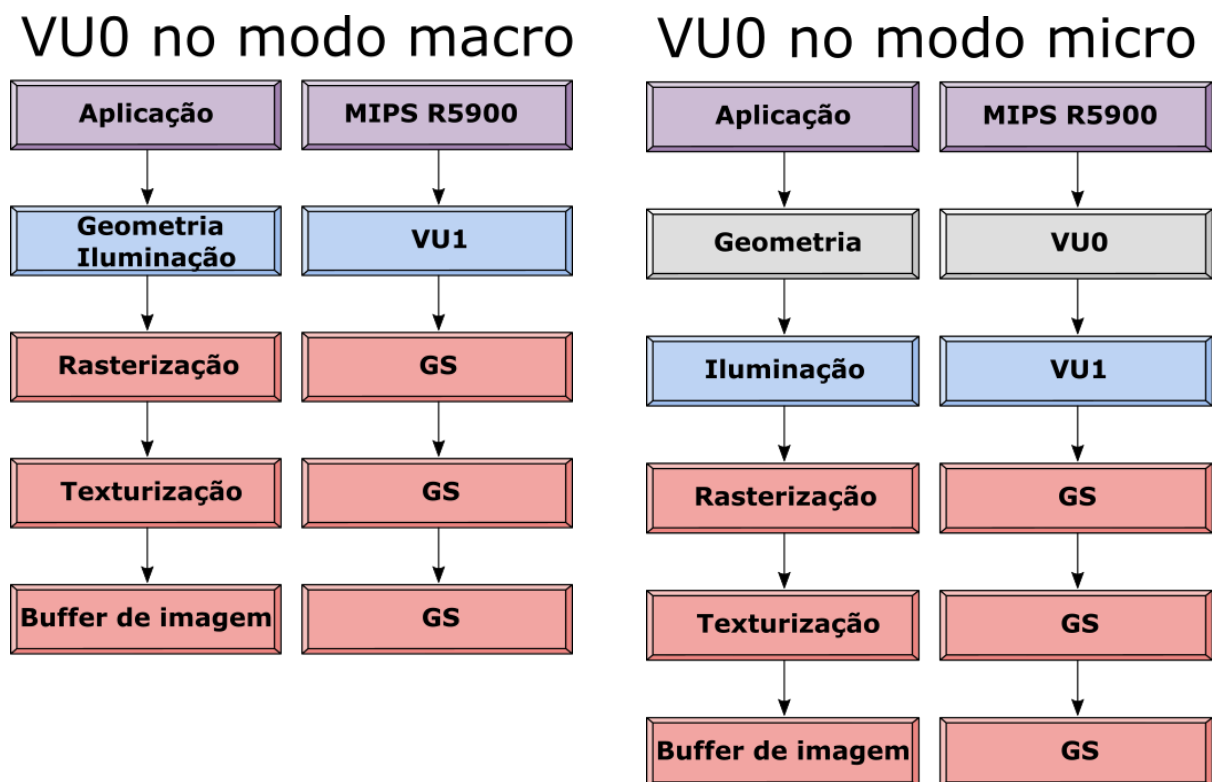 VU0 no modo macro
Aplicação
MIPS R5900
Geometria
Iluminação
VU1
Rasterização
GS
Texturização
GS
Buffer de imagem
GS
VU0 no modo micro
Aplicação
MIPS R5900
Geometria
VU0
Iluminação
VU1
Rasterização
GS
Texturização
GS
Buffer de imagem
GS